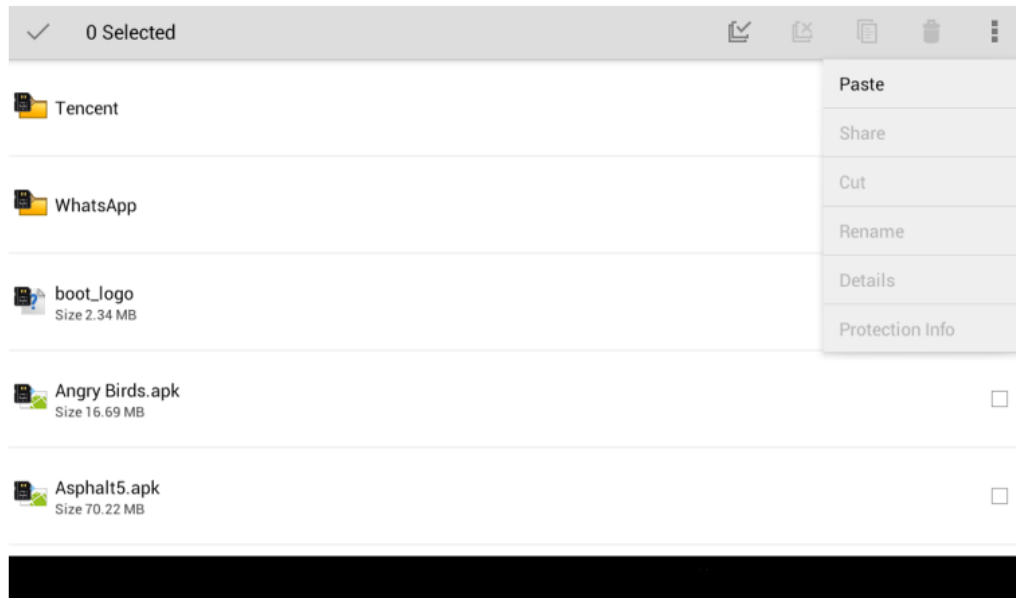 0 Selected
Paste
Share
Cut
Rename
Details
Protection Info
Tencent
WhatsApp
boot_logo
Size 2.34 MB
Angry Birds.apk
Size 16.69 MB
Asphalt5.apk
Size 70.22 MB